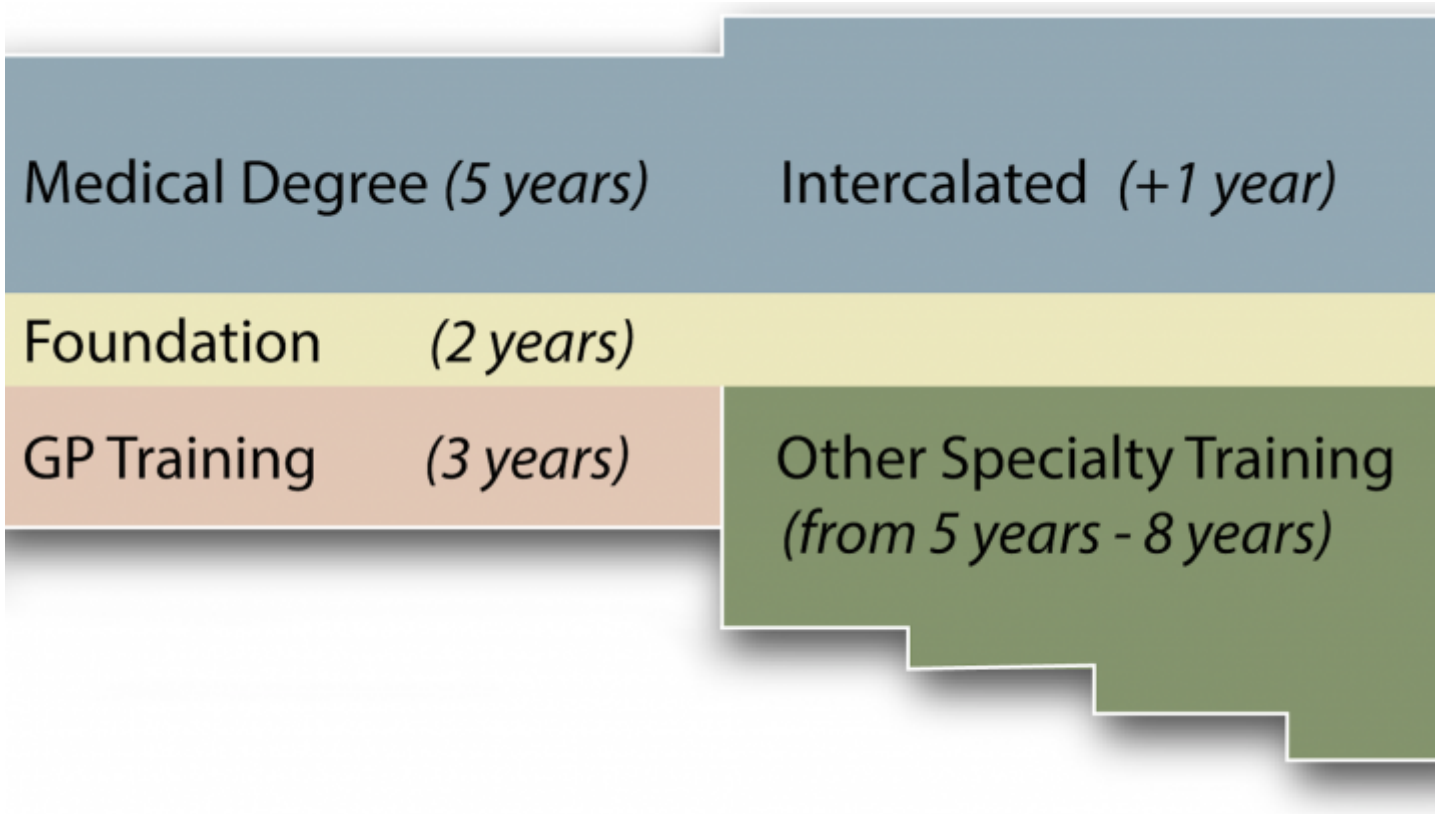 Medical Degree (5 years)
Intercalated (+1 year)
Foundation (2 years)
GP Training (3 years)
Other Specialty Training
(from 5 years - 8 years)